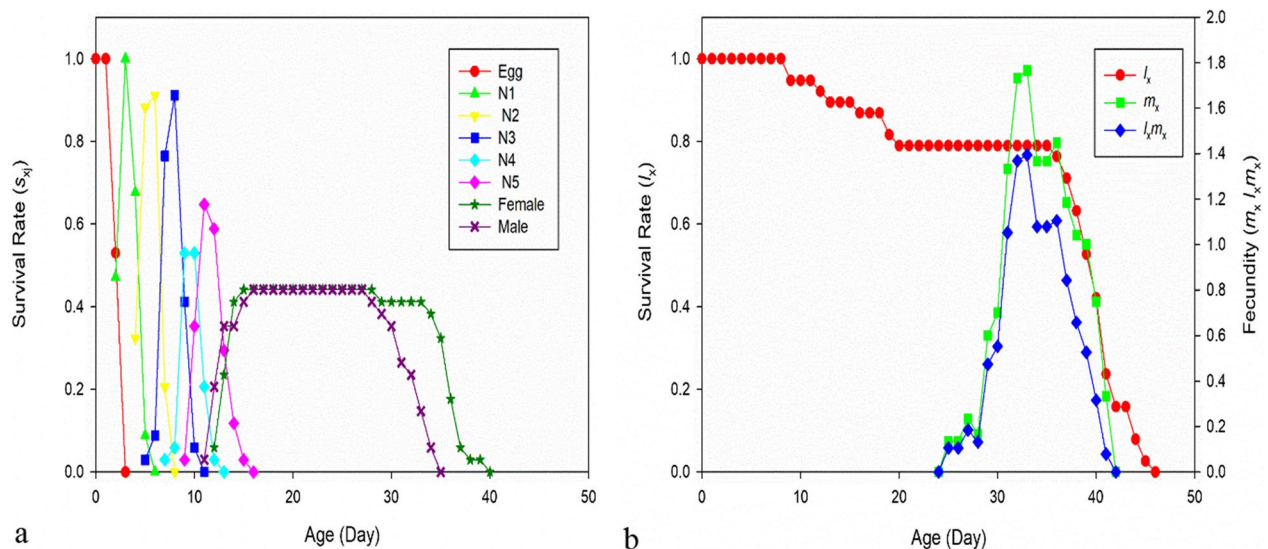 Survival Rate (sxj)
1.0
0.8
0.6
0.4
0.2
0.0
0
10
20
30
40
50
Age (Day)
Egg
N1
N2
N3
N4
N5
Female
Male
a
Survival Rate (lx)
1.0
0.8
0.6
0.4
0.2
0.0
0
10
20
30
40
50
Age (Day)
lx
mx
lxmx
2.0
1.8
1.6
1.4
1.2
1.0
0.8
0.6
0.4
0.2
0.0
Fecundity (mx lxmx)
b